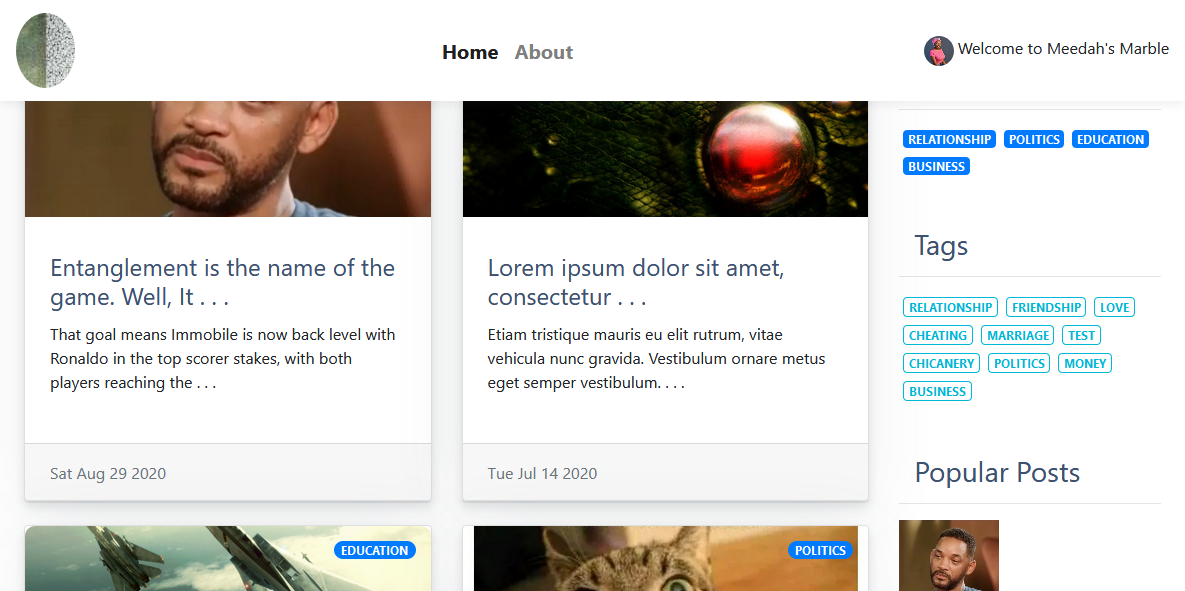 Home About
Welcome to Meedah's Marble
Entanglement is the name of the
game. Well, It . . .
That goal means Immobile is now back level with
Ronaldo in the top scorer stakes, with both
players reaching the . . .
Sat Aug 29 2020
Lorem ipsum dolor sit amet,
consectetur . . .
Etiam tristique mauris eu elit rutrum, vitae
vehicula nunc gravida. Vestibulum ornare metus
eget semper vestibulum. . . .
Tue Jul 14 2020
EDUCATION
POLITICS
RELATIONSHIP POLITICS EDUCATION
BUSINESS
Tags
RELATIONSHIP FRIENDSHIP LOVE
CHEATING MARRIAGE TEST
CHICANERY POLITICS MONEY
BUSINESS
Popular Posts